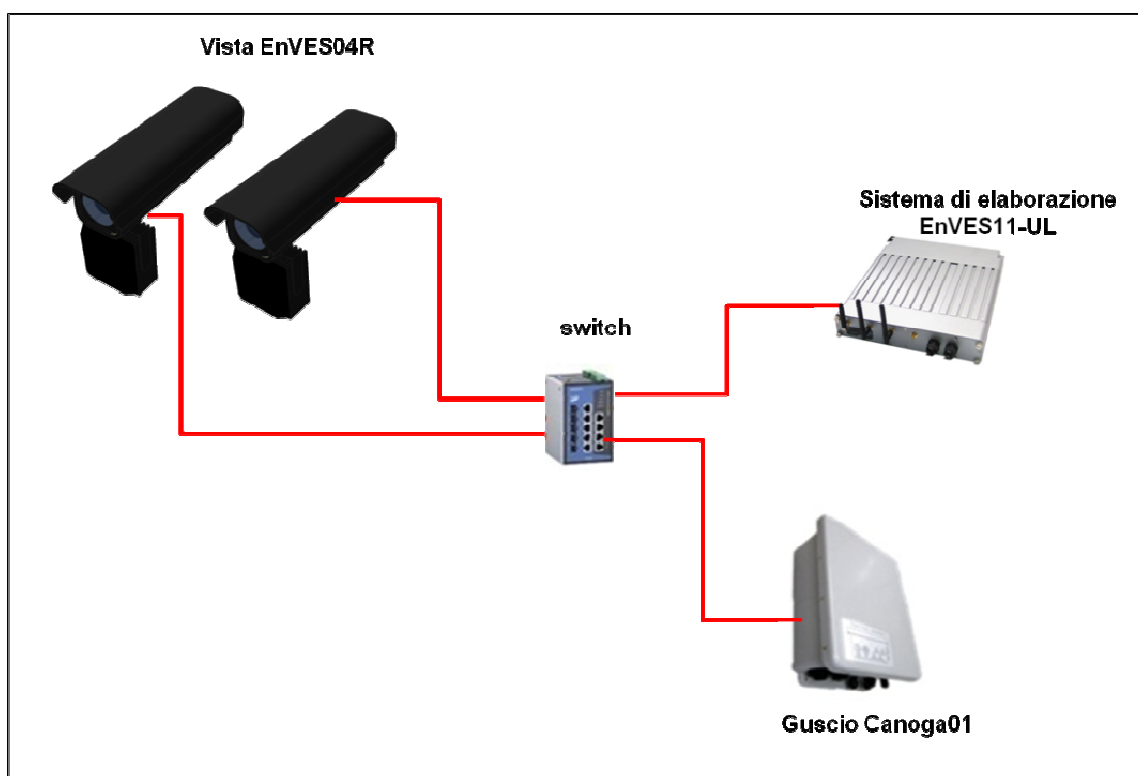 Vista EnVES04R
Sistema di elaborazione
EnVES11-UL
switch
Guscio Canoga01